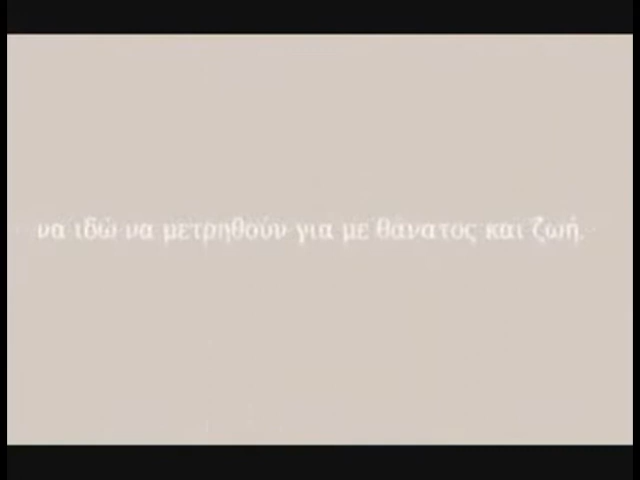 να ιδώ να μετρηθούν για με θάνατος και ζωή.